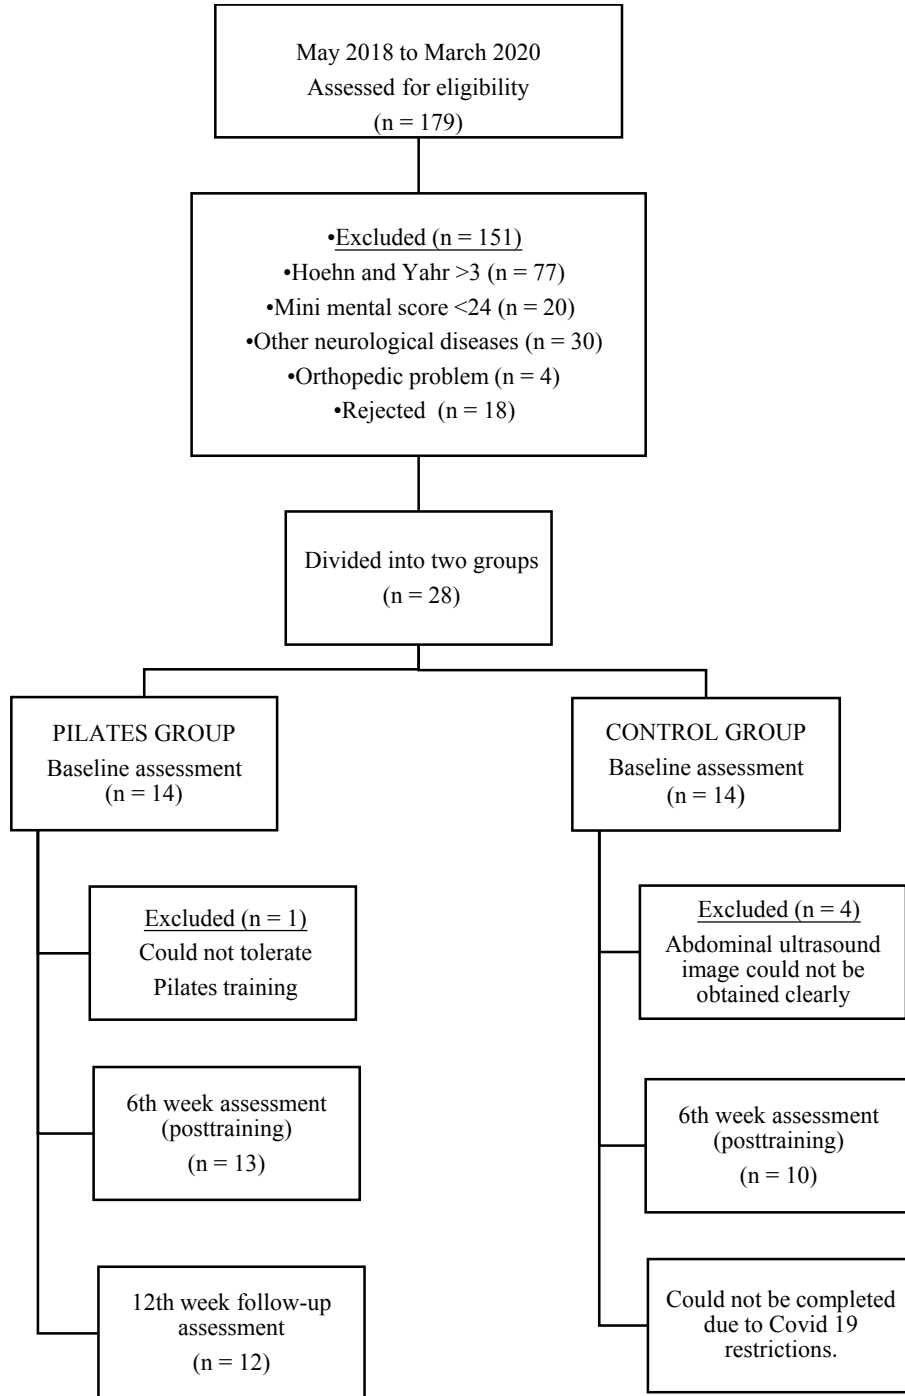 May 2018 to March 2020
Assessed for eligibility
(n = 179)
•Excluded (n = 151)
•Hoehn and Yahr >3 (n = 77)
•Mini mental score <24 (n = 20)
•Other neurological diseases (n = 30)
•Orthopedic problem (n = 4)
•Rejected (n = 18)
Divided into two groups
(n = 28)
PILATES GROUP
Baseline assessment
(n = 14)
CONTROL GROUP
Baseline assessment
(n = 14)
Excluded (n = 1)
Could not tolerate
Pilates training
Excluded (n = 4)
Abdominal ultrasound
image could not be
obtained clearly
6th week assessment
(posttraining)
(n = 13)
6th week assessment
(posttraining)
(n = 10)
12th week follow-up
assessment
(n = 12)
Could not be completed
due to Covid 19
restrictions.